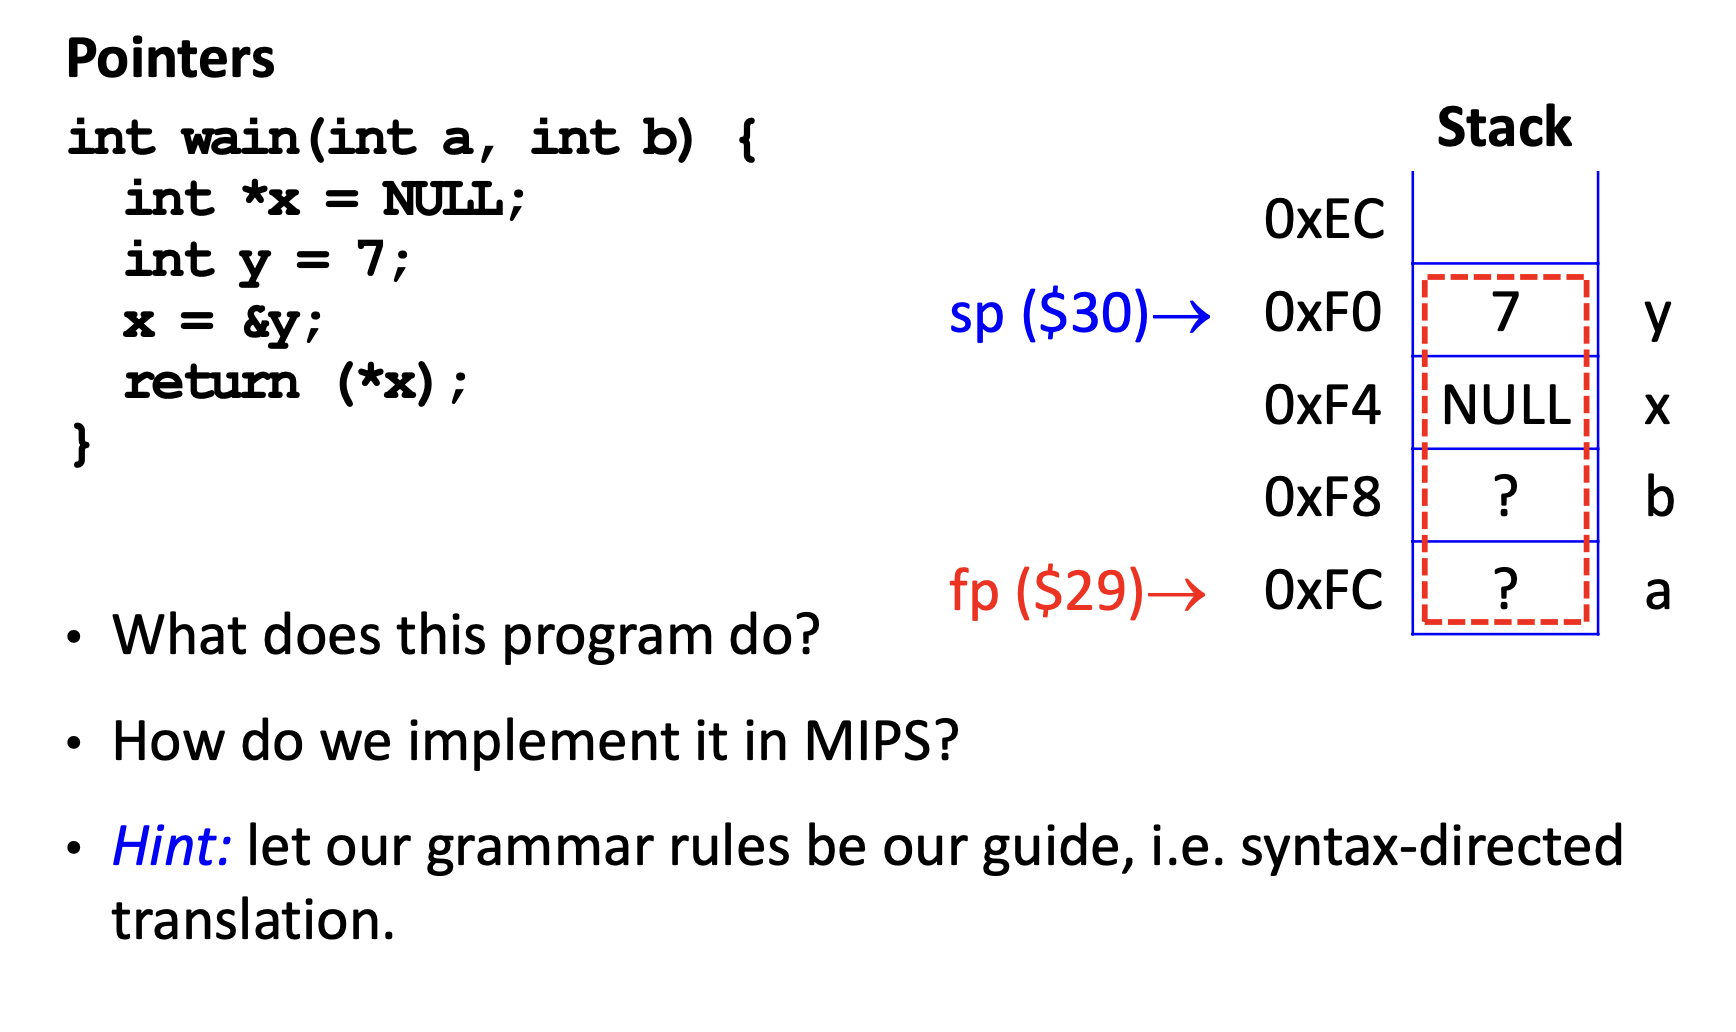 Pointers
int wain(int a, int b) {
int *x = NULL;
int y = 7;
x = &y;
return (*x);
}
Stack
0xEC
sp ($30)→ 0xF0 7 y
0xF4 NULL x
0xF8 ? b
fp ($29)→ 0xFC ? a
• What does this program do?
• How do we implement it in MIPS?
• Hint: let our grammar rules be our guide, i.e. syntax-directed
translation.